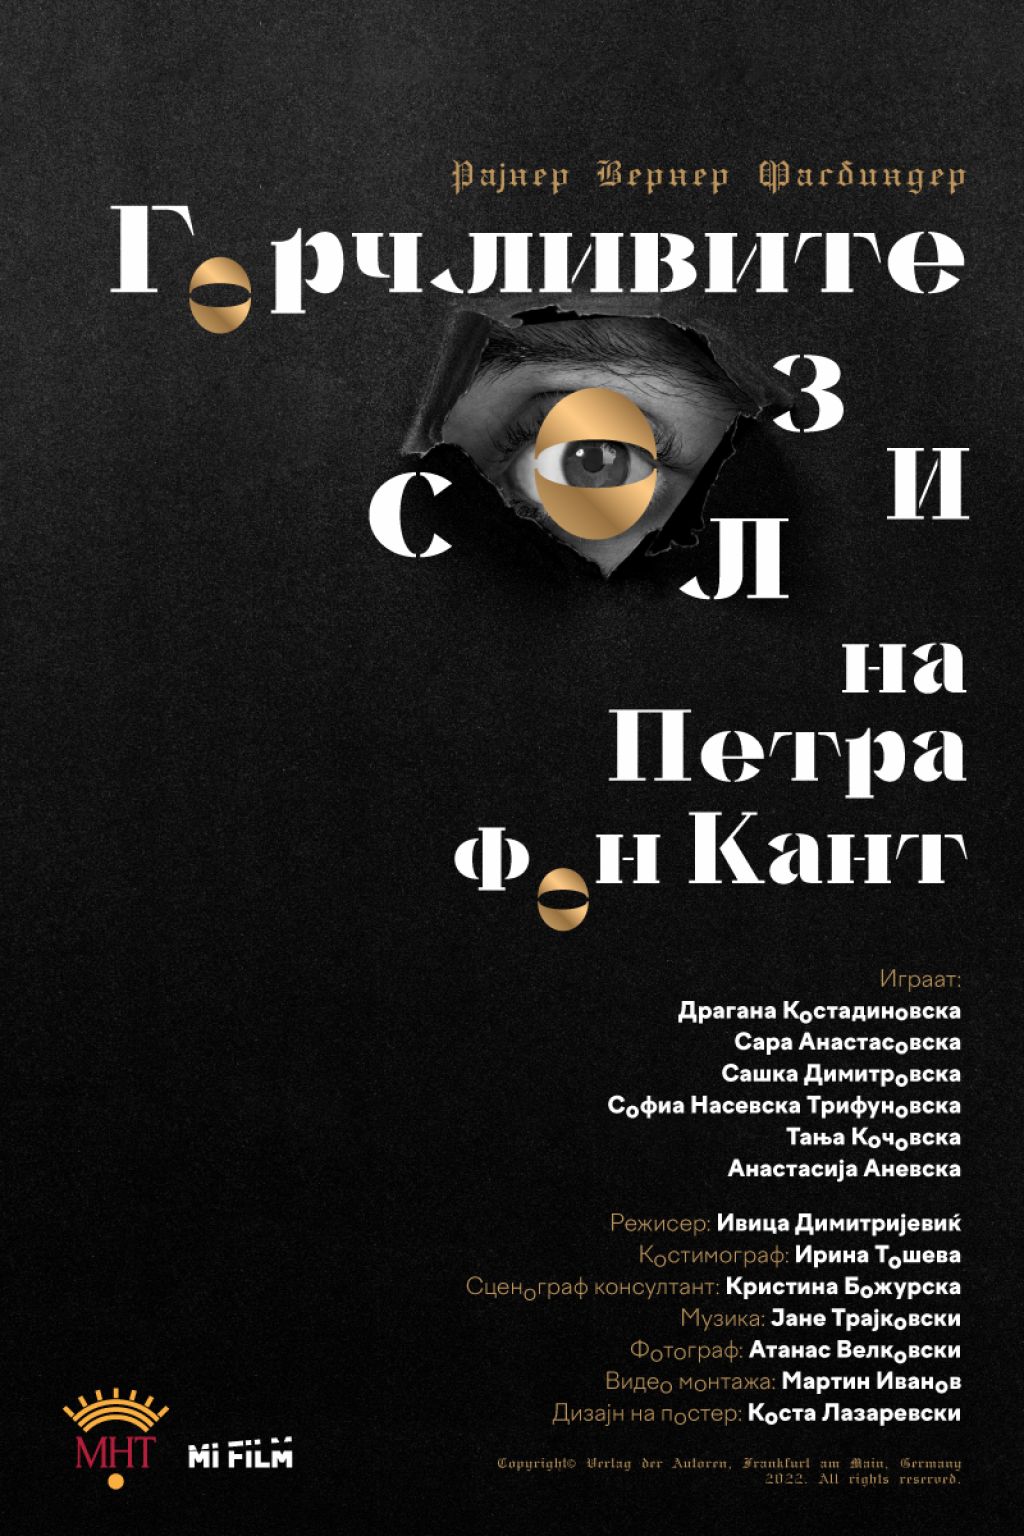 Рајнер Вернер Фасбиндер
Горчливите
солзи
на
Петра
фон Кант
Играат:
Драгана Костадиновска
Сара Анастасовска
Сашка Димитровска
Софиа Насевска Трифуновска
Тања Кочовска
Анастасија Аневска
Режисер: Ивица Димитријевиќ
Костимограф: Ирина Тошева
Сценограф консултант: Кристина Божурска
Музика: Јане Трајковски
Фотограф: Атанас Велковски
Видео монтажа: Мартин Иванов
Дизајн на постер: Коста Лазаревски
МНТ
MI FILM
Copyright© Verlag der Autoren, Frankfurt am Main, Germany
2022. All rights reserved.